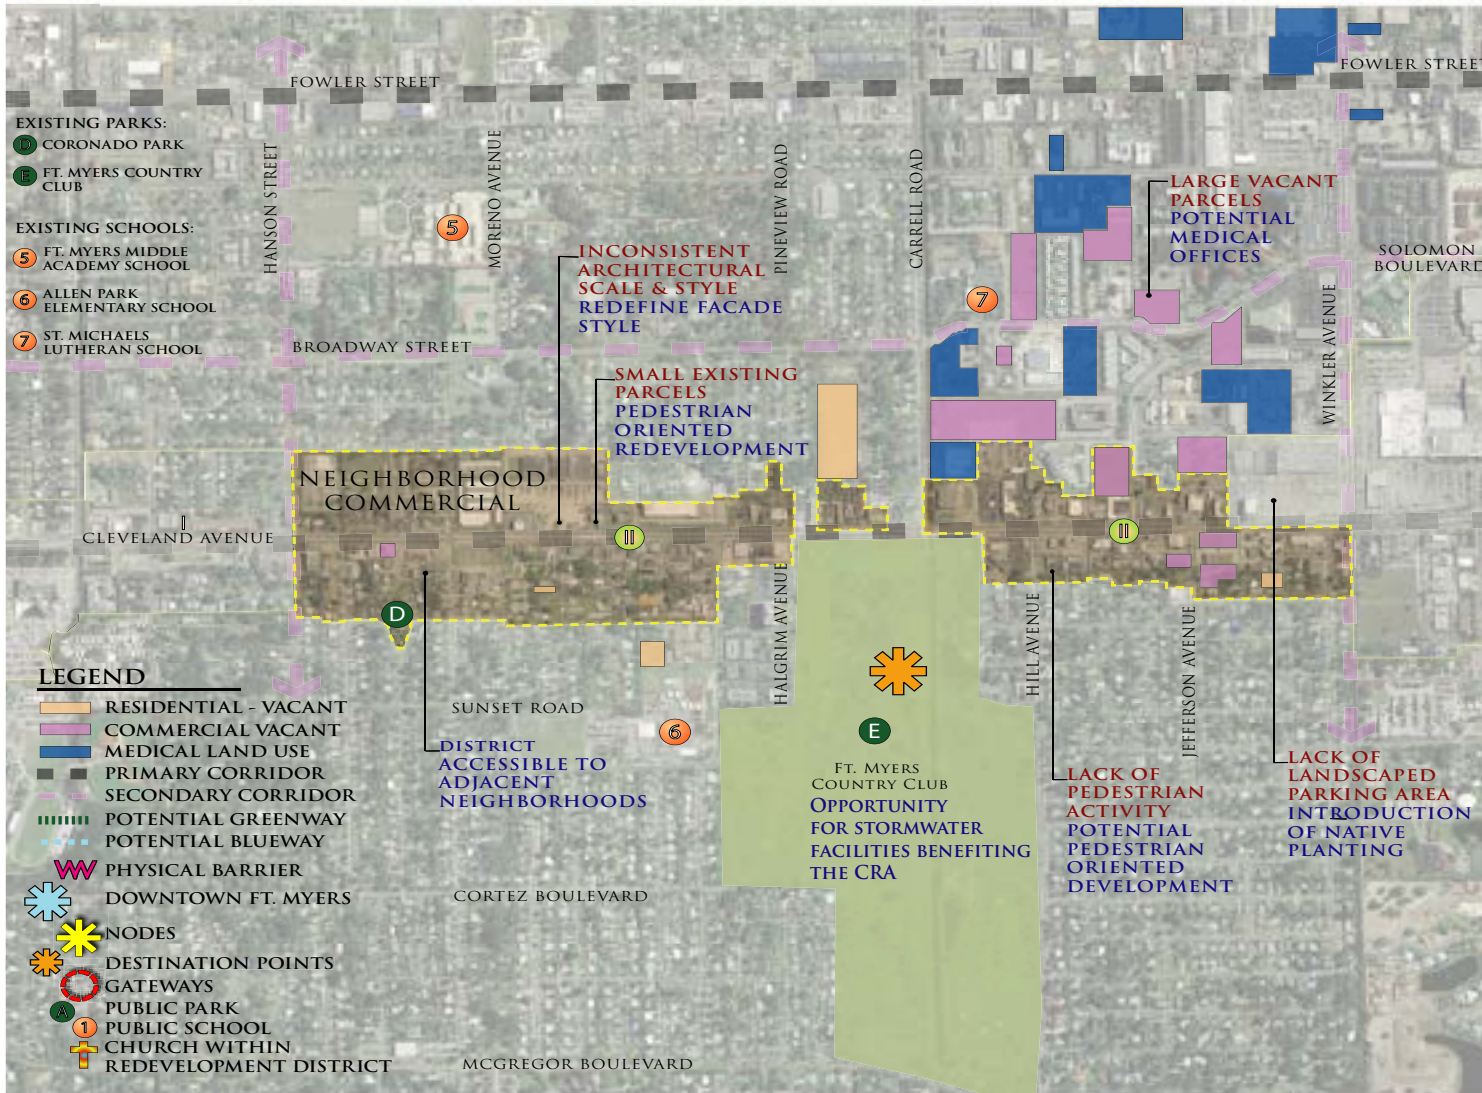 FOWLER STREET
FOWLER STREET
EXISTING PARKS:
D CORONADO PARK
E FT. MYERS COUNTRY
CLUB
EXISTING SCHOOLS:
5 FT. MYERS MIDDLE
ACADEMY SCHOOL
6 ALLEN PARK
ELEMENTARY SCHOOL
7 ST. MICHAELS
LUTHERAN SCHOOL
HANSON STREET
MORENO AVENUE
PINEVIEW ROAD
CARRELL ROAD
WINKLER AVENUE
SOLOMON
BOULEVARD
5
7
LARGE VACANT
PARCELS
POTENTIAL
MEDICAL
OFFICES
INCONSISTENT
ARCHITECTURAL
SCALE & STYLE
REDEFINE FACADE
STYLE
BROADWAY STREET
SMALL EXISTING
PARCELS
PEDESTRIAN
ORIENTED
REDEVELOPMENT
NEIGHBORHOOD
COMMERCIAL
I
CLEVELAND AVENUE
II
II
D
HALGRIM AVENUE
HILL AVENUE
JEFFERSON AVENUE
SUNSET ROAD
6
E
DISTRICT
ACCESSIBLE TO
ADJACENT
NEIGHBORHOODS
FT. MYERS
COUNTRY CLUB
OPPORTUNITY
FOR STORMWATER
FACILITIES BENEFITING
THE CRA
LACK OF
PEDESTRIAN
ACTIVITY
POTENTIAL
PEDESTRIAN
ORIENTED
DEVELOPMENT
LACK OF
LANDSCAPED
PARKING AREA
INTRODUCTION
OF NATIVE
PLANTING
CORTEZ BOULEVARD
MCGREGOR BOULEVARD
LEGEND
RESIDENTIAL - VACANT
COMMERCIAL VACANT
MEDICAL LAND USE
PRIMARY CORRIDOR
SECONDARY CORRIDOR
POTENTIAL GREENWAY
POTENTIAL BLUEWAY
PHYSICAL BARRIER
DOWNTOWN FT. MYERS
NODES
DESTINATION POINTS
GATEWAYS
A PUBLIC PARK
1 PUBLIC SCHOOL
CHURCH WITHIN
REDEVELOPMENT DISTRICT